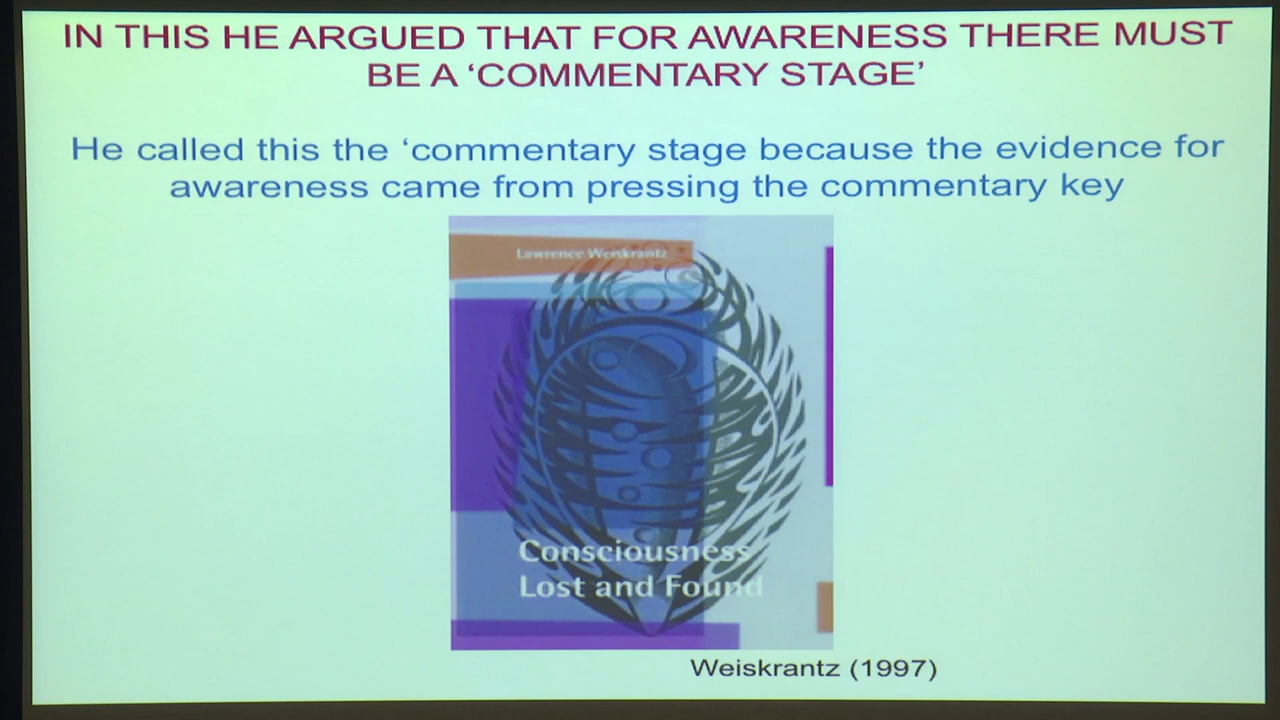 IN THIS HE ARGUED THAT FOR AWARENESS THERE MUST
BE A ‘COMMENTARY STAGE’
He called this the ‘commentary stage because the evidence for
awareness came from pressing the commentary key
Lawrence Weiskrantz
Consciousness
Lost and Found
Weiskrantz (1997)